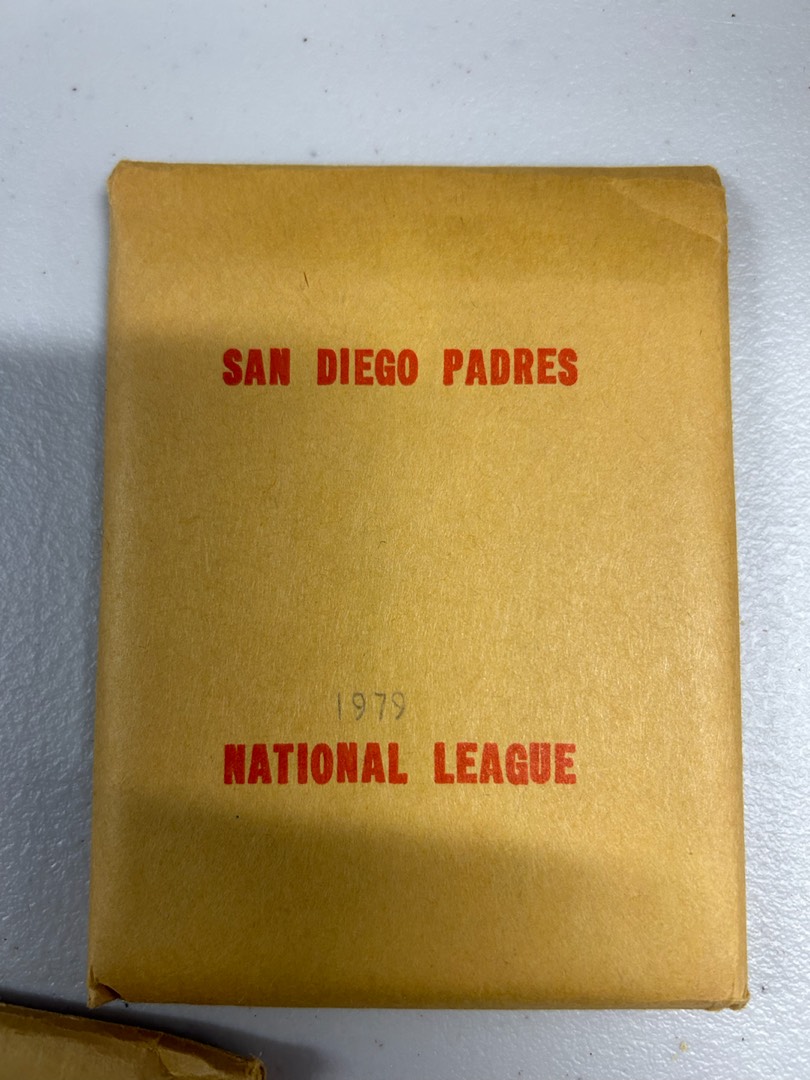 SAN DIEGO PADRES
1979
NATIONAL LEAGUE